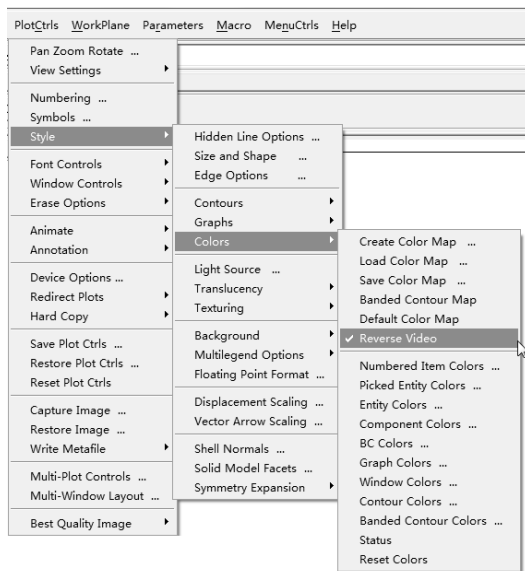 PlotCtrls WorkPlane Parameters Macro MenuCtrls Help
Pan Zoom Rotate ...
View Settings
Numbering ...
Symbols ...
Style
Font Controls
Window Controls
Erase Options
Animate
Annotation
Device Options ...
Redirect Plots
Hard Copy
Save Plot Ctrls ...
Restore Plot Ctrls ...
Reset Plot Ctrls
Capture Image ...
Restore Image ...
Write Metafile
Multi-Plot Controls ...
Multi-Window Layout ...
Best Quality Image
Hidden Line Options ...
Size and Shape ...
Edge Options ...
Contours
Graphs
Colors
Light Source ...
Translucency
Texturing
Background
Multilegend Options
Floating Point Format ...
Displacement Scaling ...
Vector Arrow Scaling ...
Shell Normals ...
Solid Model Facets ...
Symmetry Expansion
Create Color Map ...
Load Color Map ...
Save Color Map ...
Banded Contour Map
Default Color Map
✓ Reverse Video
Numbered Item Colors ...
Picked Entity Colors ...
Entity Colors ...
Component Colors ...
BC Colors ...
Graph Colors ...
Window Colors ...
Contour Colors ...
Banded Contour Colors ...
Status
Reset Colors